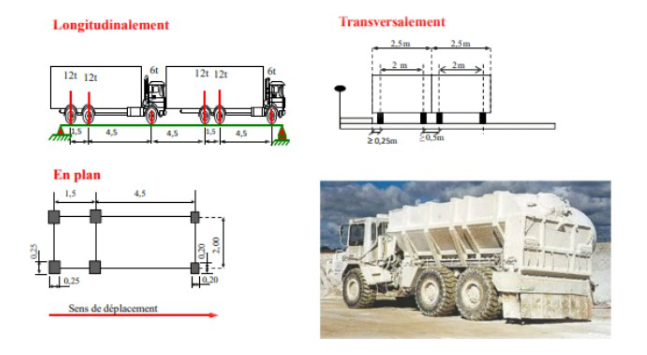 Longitudinalement
12t 12t 6t 12t 12t 6t
1,5 4,5 4,5 1,5 4,5
Transversalement
2,5m 2,5m
2 m 2m
≥ 0,25m ≥0,5m
En plan
1,5 4,5
0,25 0,20 2,00
0,25 0,20
Sens de déplacement